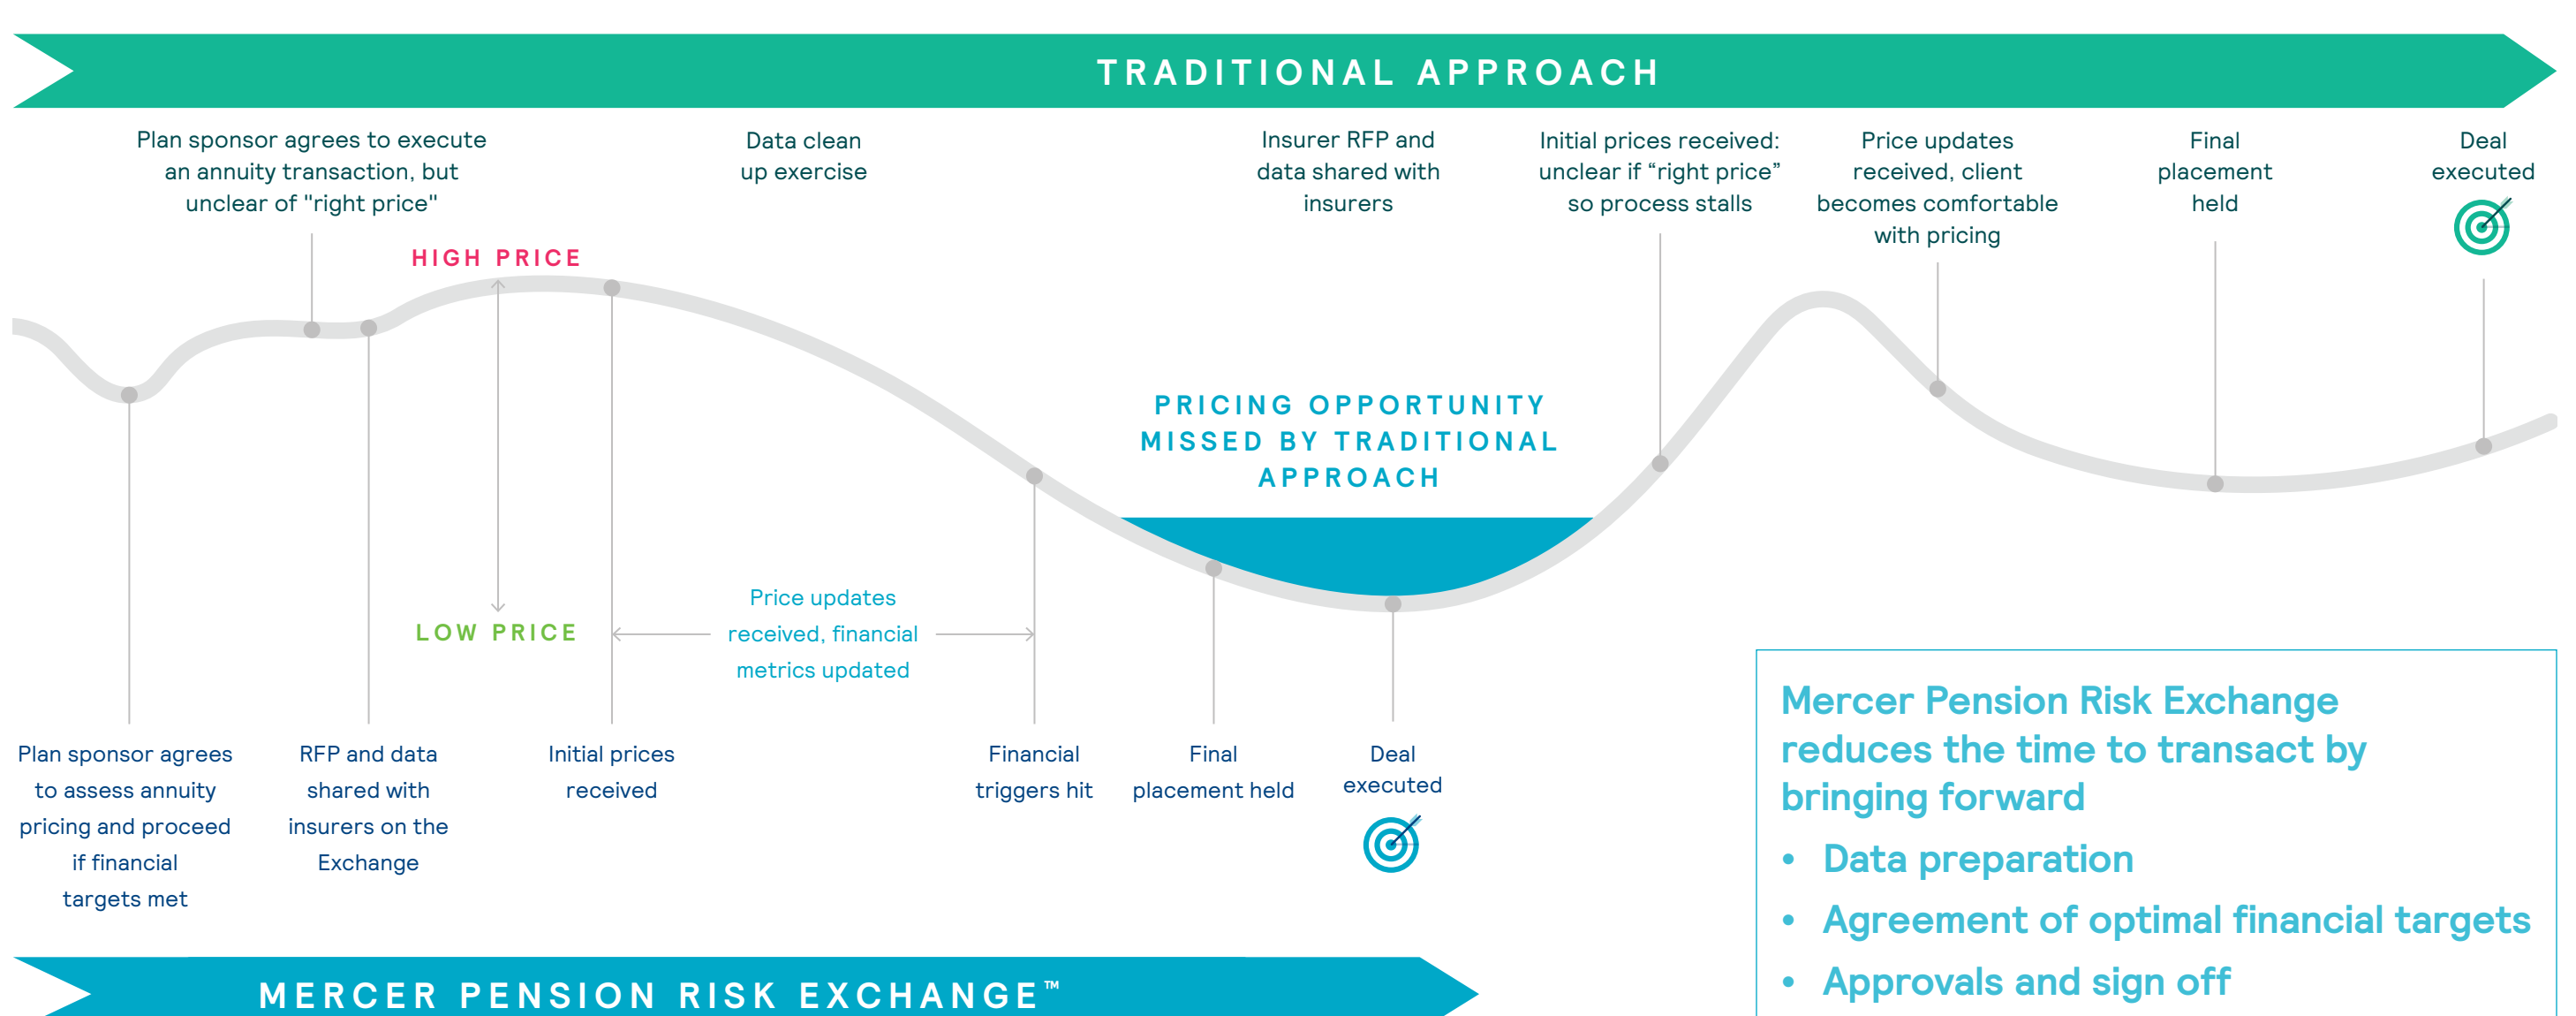 TRADITIONAL APPROACH
Plan sponsor agrees to execute
an annuity transaction, but
unclear of "right price"
Data clean
up exercise
Insurer RFP and
data shared with
insurers
Initial prices received:
unclear if “right price”
so process stalls
Price updates
received, client
becomes comfortable
with pricing
Final
placement
held
Deal
executed
HIGH PRICE
PRICING OPPORTUNITY
MISSED BY TRADITIONAL
APPROACH
LOW PRICE
Price updates
received, financial
metrics updated
Plan sponsor agrees
to assess annuity
pricing and proceed
if financial
targets met
RFP and data
shared with
insurers on the
Exchange
Initial prices
received
Financial
triggers hit
Final
placement held
Deal
executed
Mercer Pension Risk Exchange
reduces the time to transact by
bringing forward
• Data preparation
• Agreement of optimal financial targets
• Approvals and sign off
MERCER PENSION RISK EXCHANGE™